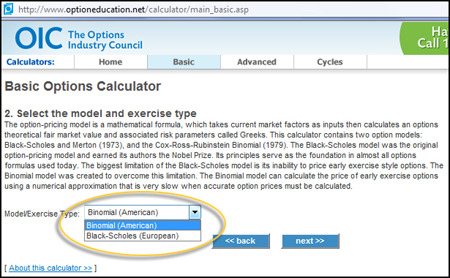 http://www.optioneducation.net/calculator/main_basic.asp
OIC The Options
Industry Council
Ha
Call 1
Calculators: Home Basic Advanced Cycles
Basic Options Calculator
2. Select the model and exercise type
The option-pricing model is a mathematical formula, which takes current market factors as inputs then calculates an options
theoretical fair market value and associated risk parameters called Greeks. This calculator contains two option models:
Black-Scholes and Merton (1973), and the Cox-Ross-Rubinstein Binomial (1979). The Black-Scholes model was the original
option-pricing model and earned its authors the Nobel Prize. Its principles serve as the foundation in almost all options
formulas used today. The biggest limitation of the Black-Scholes model is its inability to price early exercise style options. The
Binomial model was created to overcome this limitation. The Binomial model can calculate the price of early exercise options
using a numerical approximation that is very slow when accurate option prices must be calculated.
Model/Exercise Type: Binomial (American)
Binomial (American)
Black-Scholes (European)
<< back next >>
[ About this calculator >> ]